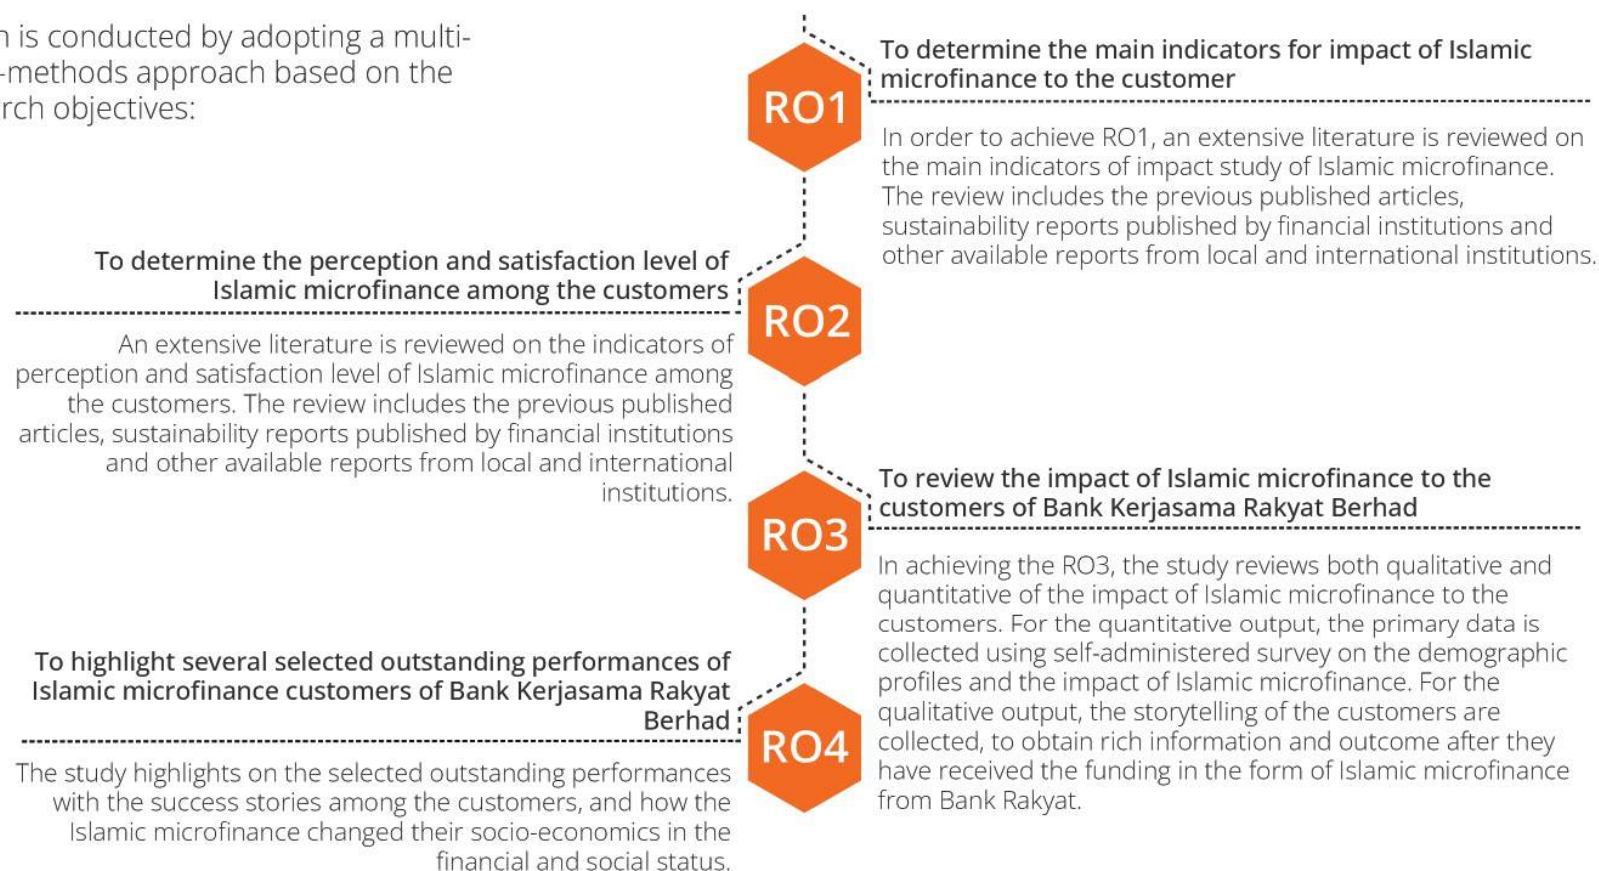 n is conducted by adopting a multi-
-methods approach based on the
rch objectives:
RO1
To determine the main indicators for impact of Islamic
microfinance to the customer
In order to achieve RO1, an extensive literature is reviewed on
the main indicators of impact study of Islamic microfinance.
The review includes the previous published articles,
sustainability reports published by financial institutions and
other available reports from local and international institutions.
To determine the perception and satisfaction level of
Islamic microfinance among the customers
RO2
An extensive literature is reviewed on the indicators of
perception and satisfaction level of Islamic microfinance among
the customers. The review includes the previous published
articles, sustainability reports published by financial institutions
and other available reports from local and international
institutions.
RO3
To review the impact of Islamic microfinance to the
customers of Bank Kerjasama Rakyat Berhad
In achieving the RO3, the study reviews both qualitative and
quantitative of the impact of Islamic microfinance to the
customers. For the quantitative output, the primary data is
collected using self-administered survey on the demographic
profiles and the impact of Islamic microfinance. For the
qualitative output, the storytelling of the customers are
collected, to obtain rich information and outcome after they
have received the funding in the form of Islamic microfinance
from Bank Rakyat.
To highlight several selected outstanding performances of
Islamic microfinance customers of Bank Kerjasama Rakyat
Berhad
RO4
The study highlights on the selected outstanding performances
with the success stories among the customers, and how the
Islamic microfinance changed their socio-economics in the
financial and social status.